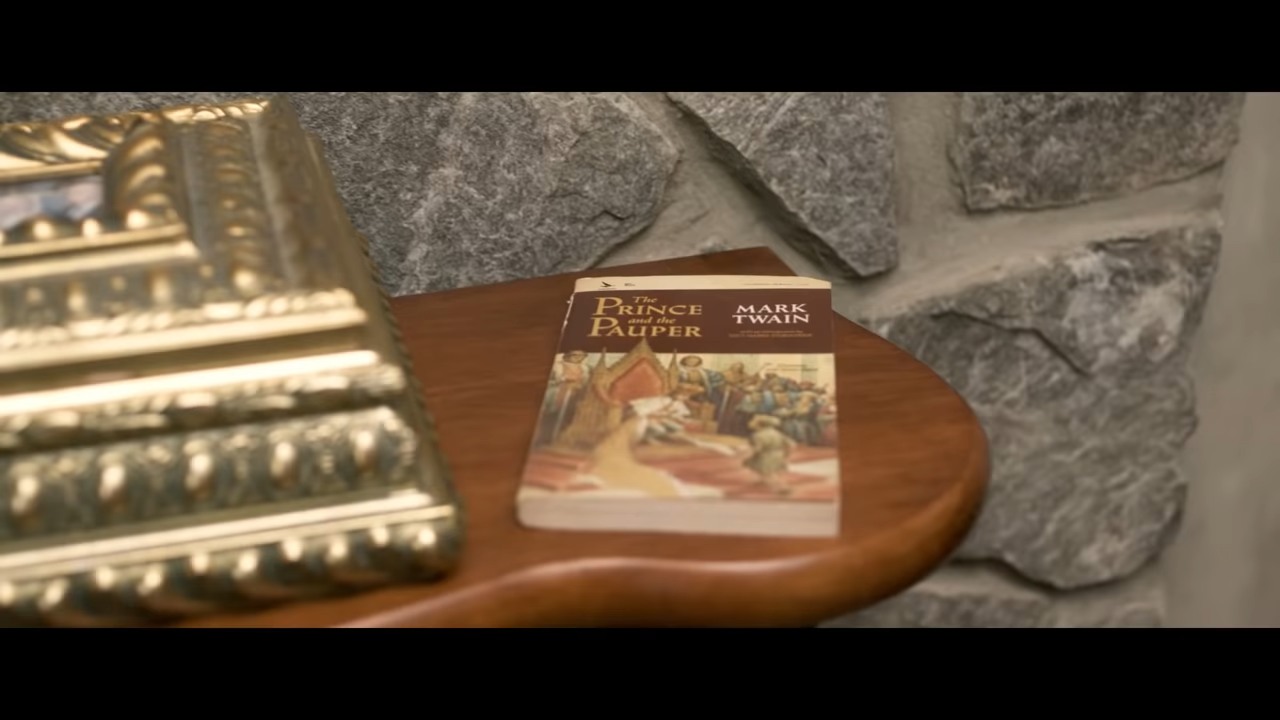 The
PRINCE
and the
PAUPER
MARK
TWAIN